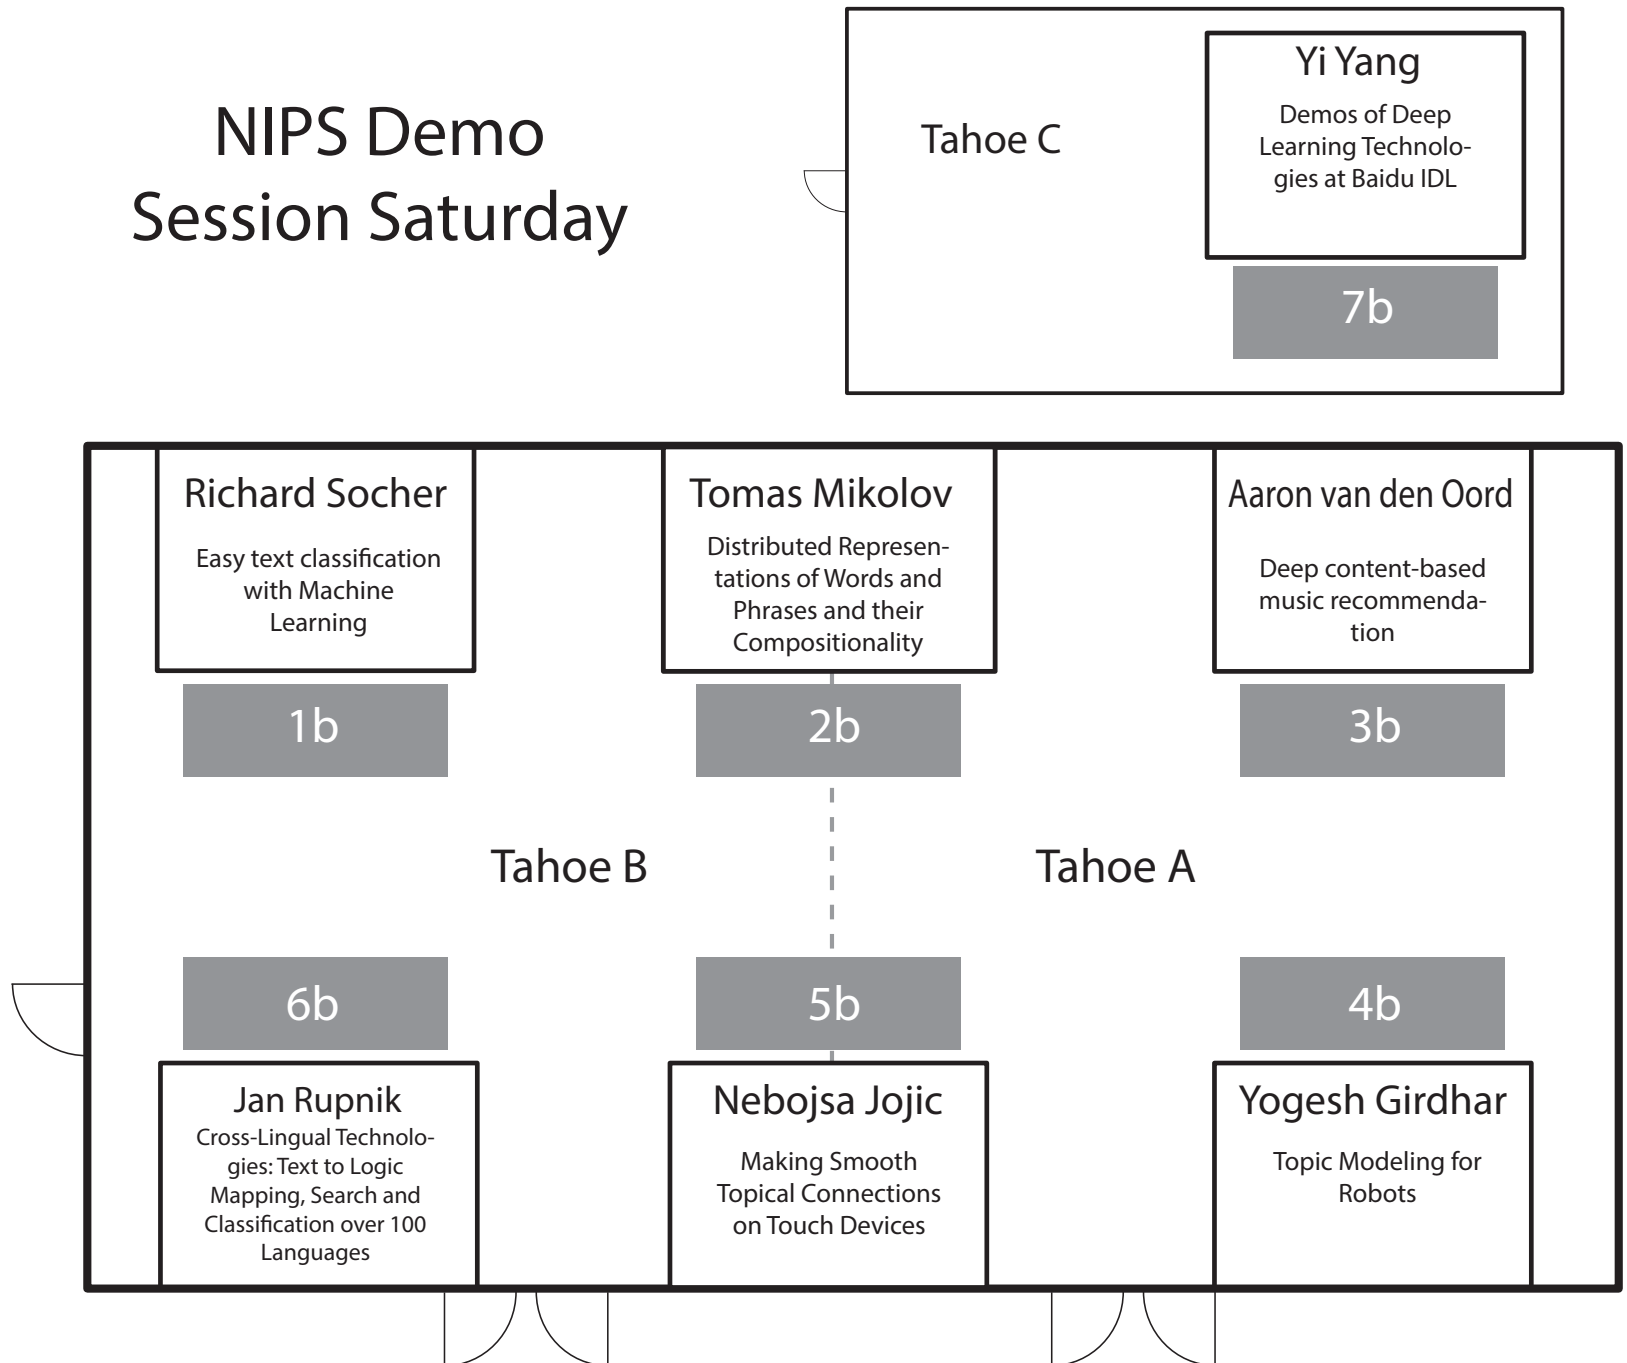 NIPS Demo
Session Saturday
Tahoe C
Yi Yang
Demos of Deep
Learning Technolo-
gies at Baidu IDL
7b
Richard Socher
Easy text classification
with Machine
Learning
1b
Tomas Mikolov
Distributed Represen-
tations of Words and
Phrases and their
Compositionality
2b
Aaron van den Oord
Deep content-based
music recommenda-
tion
3b
Tahoe B
Tahoe A
6b
Jan Rupnik
Cross-Lingual Technolo-
gies: Text to Logic
Mapping, Search and
Classification over 100
Languages
5b
Nebojsa Jojic
Making Smooth
Topical Connections
on Touch Devices
4b
Yogesh Girdhar
Topic Modeling for
Robots